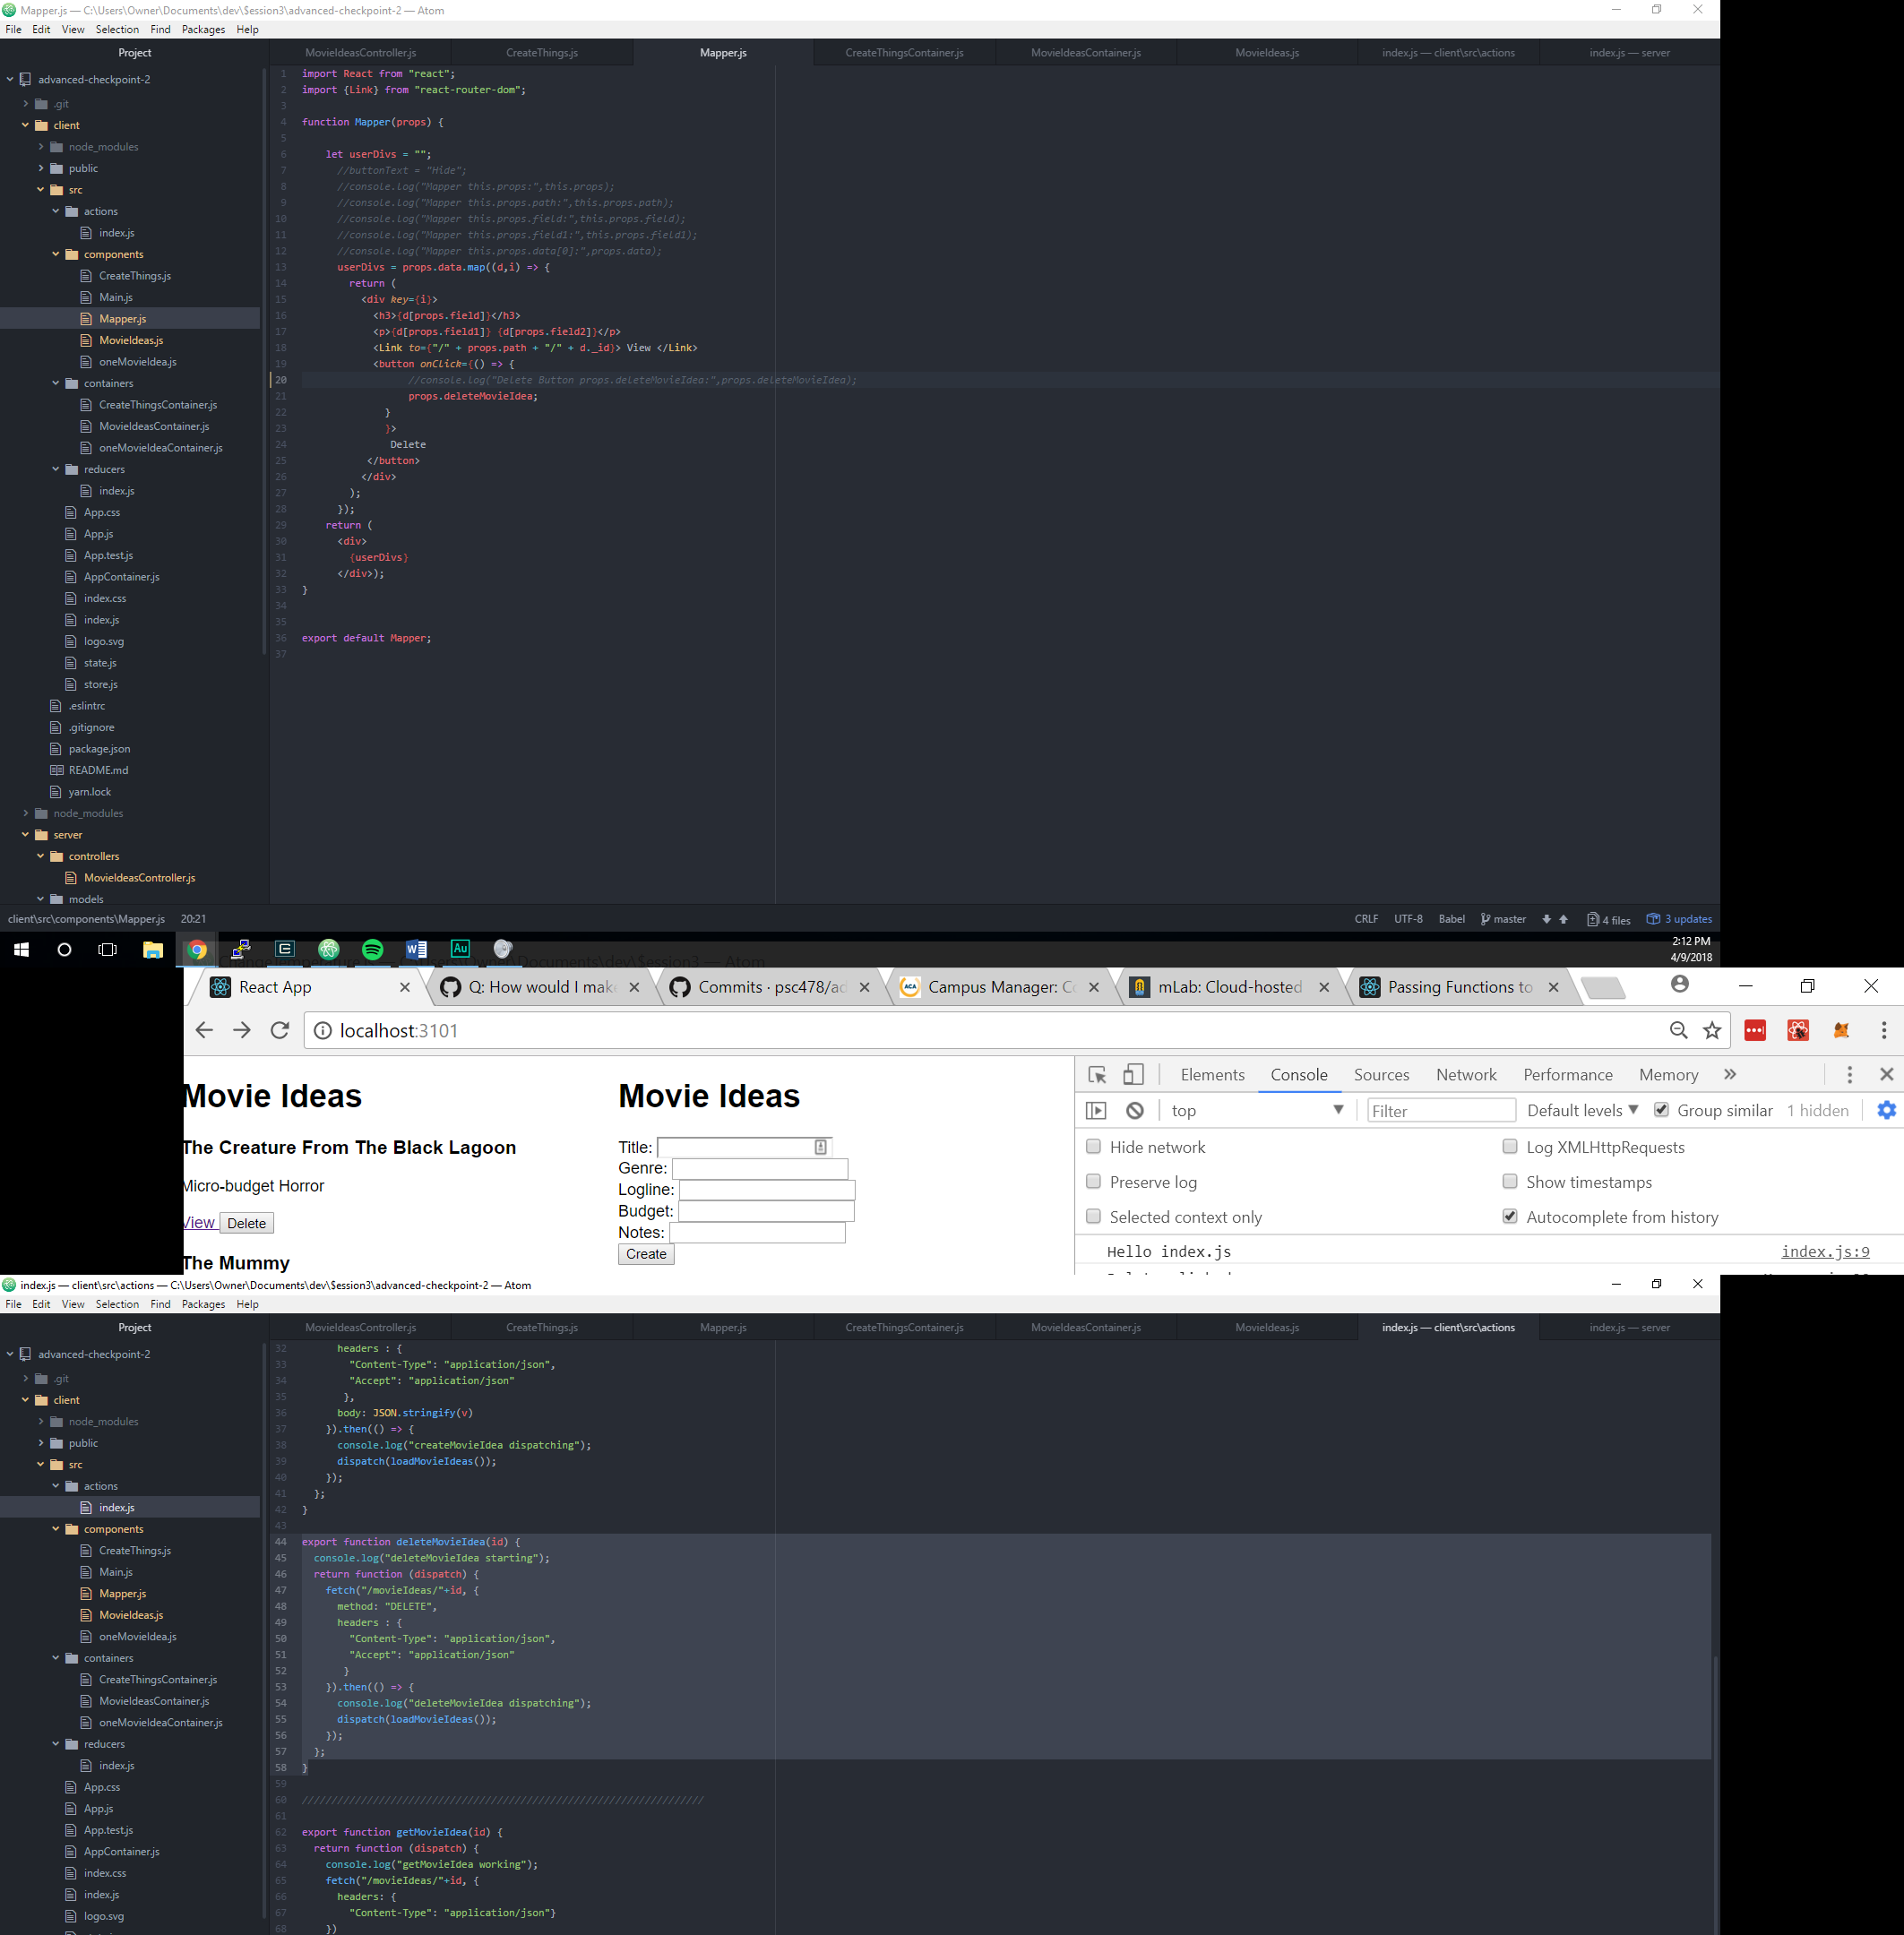 Mapper.js — C:\Users\Owner\Documents\dev\$ession3\advanced-checkpoint-2 — Atom
File Edit View Selection Find Packages Help
Project
MovieIdeasController.js CreateThings.js Mapper.js CreateThingsContainer.js MovieIdeasContainer.js MovieIdeas.js index.js — client\src\actions index.js — server
advanced-checkpoint-2
.git
client
node_modules
public
src
actions
index.js
components
CreateThings.js
Main.js
Mapper.js
MovieIdeas.js
oneMovieIdea.js
containers
CreateThingsContainer.js
MovieIdeasContainer.js
oneMovieIdeaContainer.js
reducers
index.js
App.css
App.js
App.test.js
AppContainer.js
index.css
index.js
logo.svg
state.js
store.js
.eslintrc
.gitignore
package.json
README.md
yarn.lock
node_modules
server
controllers
MovieIdeasController.js
models
1 import React from "react";
2 import {Link} from "react-router-dom";
3
4 function Mapper(props) {
5
6 let userDivs = "";
7 //buttonText = "Hide";
8 //console.log("Mapper this.props:",this.props);
9 //console.log("Mapper this.props.path:",this.props.path);
10 //console.log("Mapper this.props.field:",this.props.field);
11 //console.log("Mapper this.props.field1:",this.props.field1);
12 //console.log("Mapper this.props.data[0]:",props.data);
13 userDivs = props.data.map((d,i) => {
14 return (
15 <div key={i}>
16 <h3>{d[props.field]}</h3>
17 <p>{d[props.field1]} {d[props.field2]}</p>
18 <Link to={"/" + props.path + "/" + d._id}> View </Link>
19 <button onClick={() => {
20 //console.log("Delete Button props.deleteMovieIdea:",props.deleteMovieIdea);
21 props.deleteMovieIdea;
22 }
23 }>
24 Delete
25 </button>
26 </div>
27 );
28 });
29 return (
30 <div>
31 {userDivs}
32 </div>);
33 }
34
35
36 export default Mapper;
37
client\src\components\Mapper.js 20:21 CRLF UTF-8 Babel master 4 files 3 updates
2:12 PM
4/9/2018
React App Q: How would I mak Commits · psc478/ad Campus Manager: Co mLab: Cloud-hosted Passing Functions to
localhost:3101
Elements Console Sources Network Performance Memory
top Filter Default levels Group similar 1 hidden
Hide network Log XMLHttpRequests
Preserve log Show timestamps
Selected context only Autocomplete from history
Hello index.js index.js:9
Movie Ideas
The Creature From The Black Lagoon
Micro-budget Horror
View Delete
The Mummy
Movie Ideas
Title:
Genre:
Logline:
Budget:
Notes:
Create
index.js — client\src\actions — C:\Users\Owner\Documents\dev\$ession3\advanced-checkpoint-2 — Atom
File Edit View Selection Find Packages Help
Project
MovieIdeasController.js CreateThings.js Mapper.js CreateThingsContainer.js MovieIdeasContainer.js MovieIdeas.js index.js — client\src\actions index.js — server
advanced-checkpoint-2
.git
client
node_modules
public
src
actions
index.js
components
CreateThings.js
Main.js
Mapper.js
MovieIdeas.js
oneMovieIdea.js
containers
CreateThingsContainer.js
MovieIdeasContainer.js
oneMovieIdeaContainer.js
reducers
index.js
App.css
App.js
App.test.js
AppContainer.js
index.css
index.js
logo.svg
32 headers : {
33 "Content-Type": "application/json",
34 "Accept": "application/json"
35 },
36 body: JSON.stringify(v)
37 }).then(() => {
38 console.log("createMovieIdea dispatching");
39 dispatch(loadMovieIdeas());
40 });
41 };
42 }
43
44 export function deleteMovieIdea(id) {
45 console.log("deleteMovieIdea starting");
46 return function (dispatch) {
47 fetch("/movieIdeas/"+id, {
48 method: "DELETE",
49 headers : {
50 "Content-Type": "application/json",
51 "Accept": "application/json"
52 }
53 }).then(() => {
54 console.log("deleteMovieIdea dispatching");
55 dispatch(loadMovieIdeas());
56 });
57 };
58 }
59
60 ////////////////////////////////////////////////////////////////////
61
62 export function getMovieIdea(id) {
63 return function (dispatch) {
64 console.log("getMovieIdea working");
65 fetch("/movieIdeas/"+id, {
66 headers: {
67 "Content-Type": "application/json"}
68 })